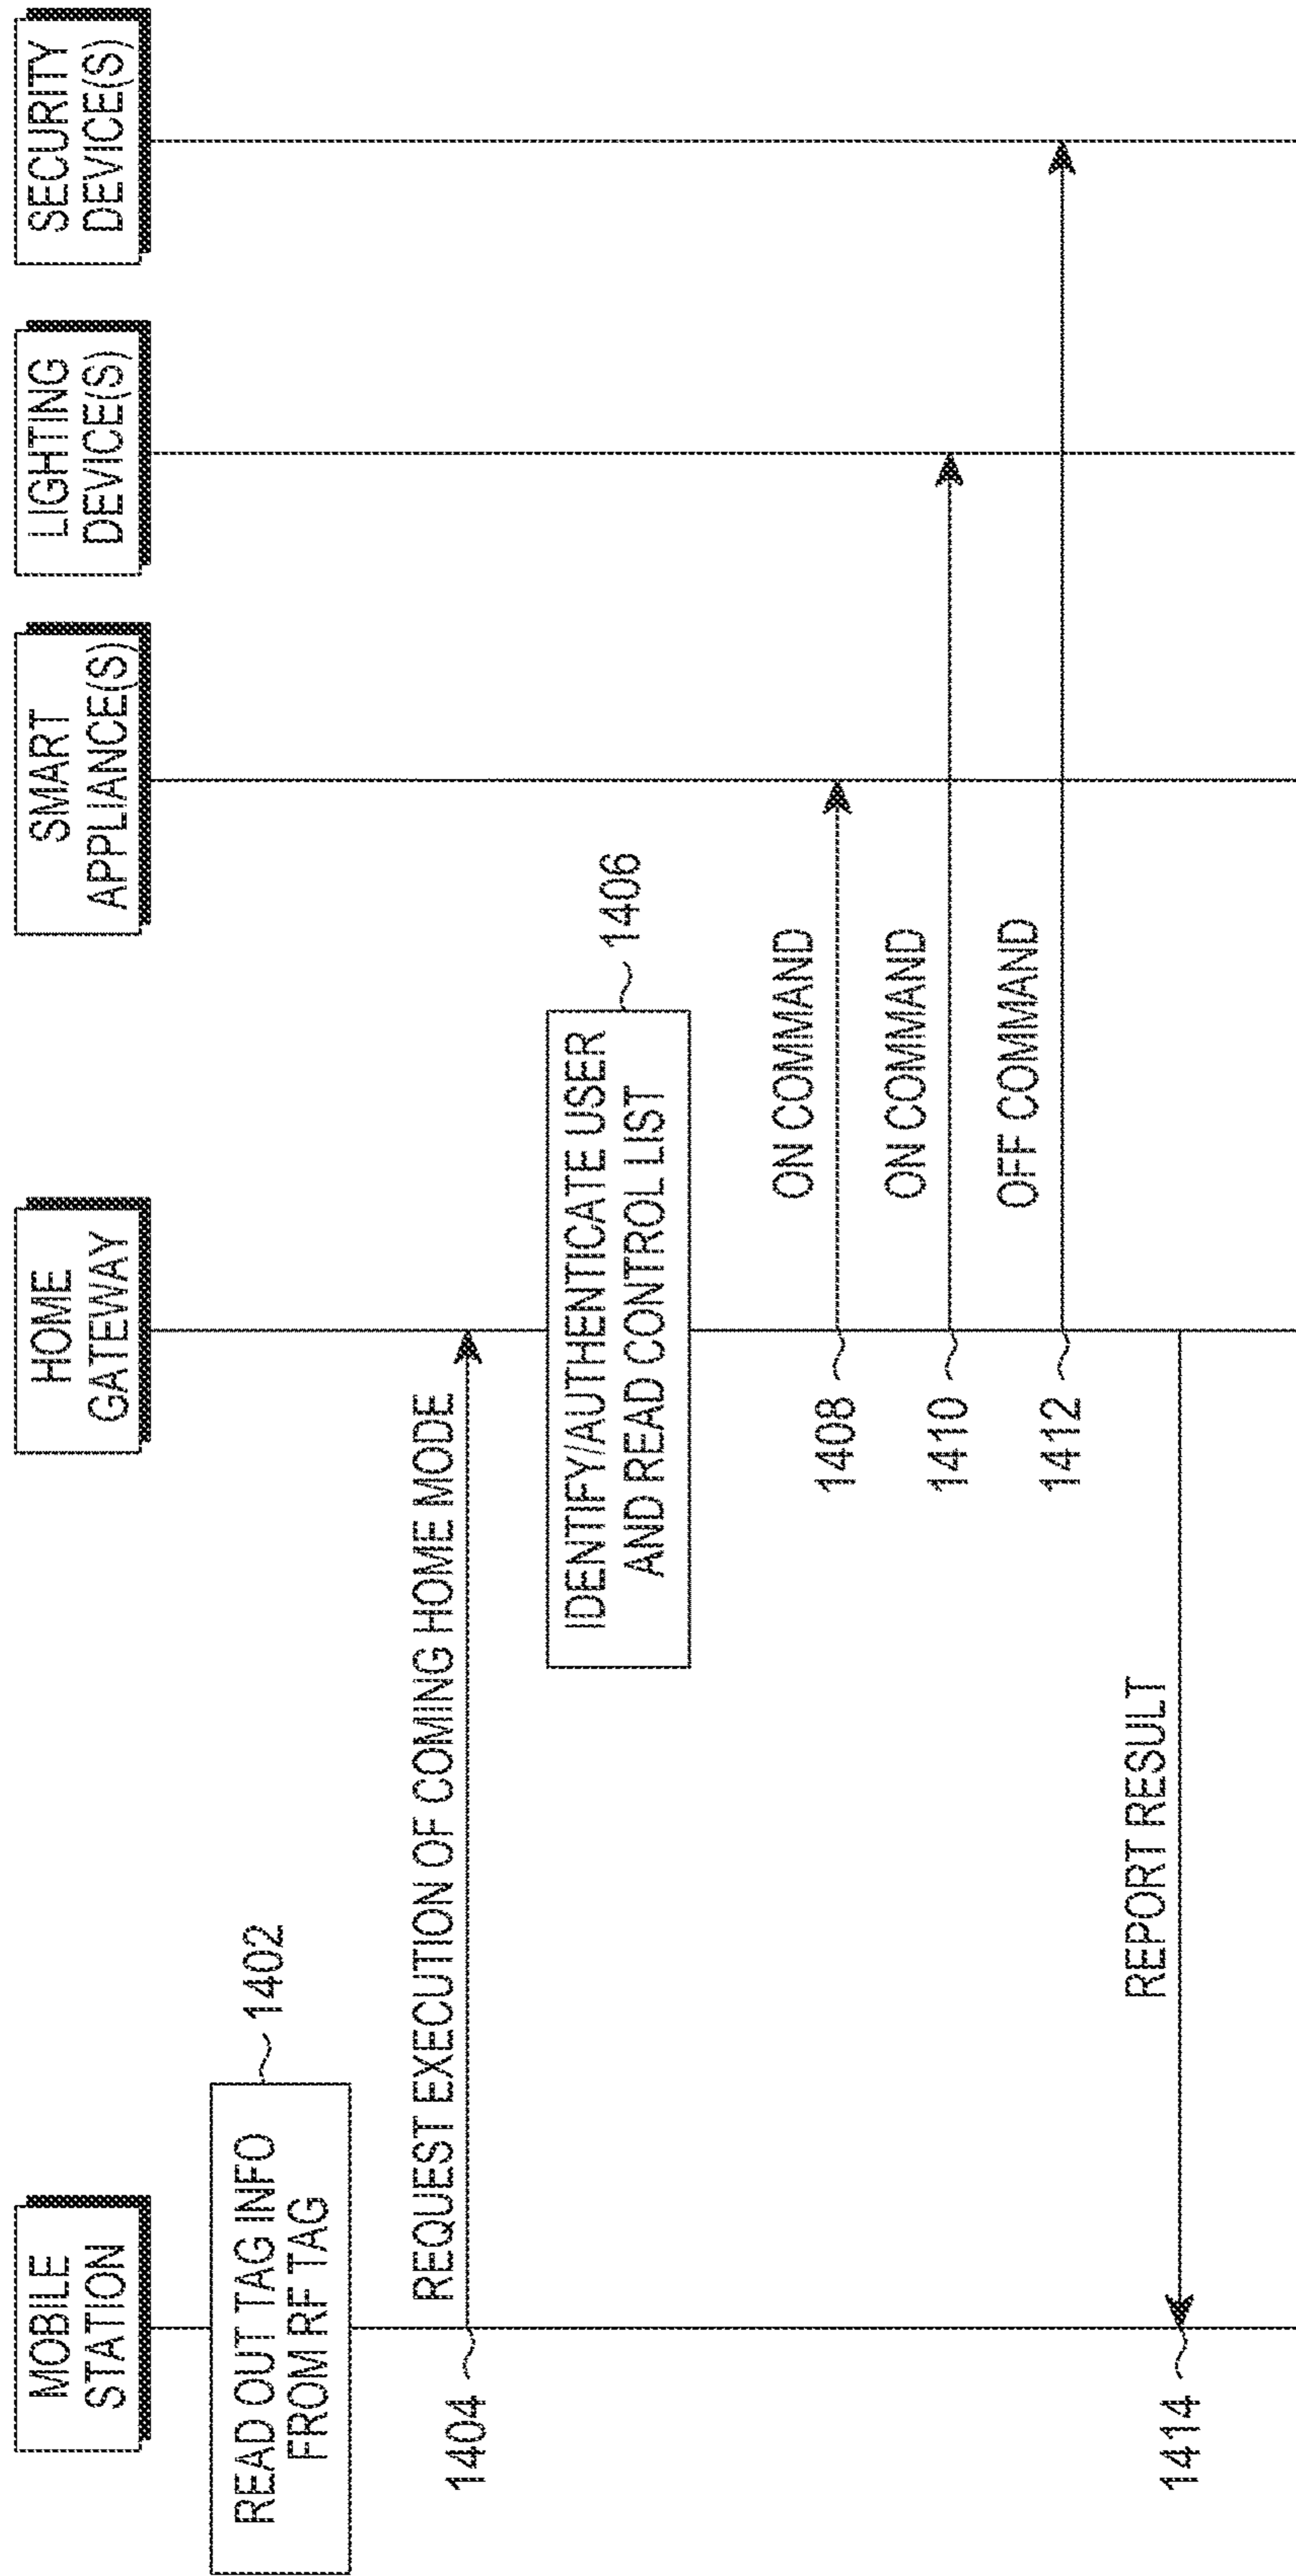 MOBILE
STATION
HOME
GATEWAY
SMART
APPLIANCE(S)
LIGHTING
DEVICE(S)
SECURITY
DEVICE(S)
READ OUT TAG INFO
FROM RF TAG
1402
REQUEST EXECUTION OF COMING HOME MODE
1404
IDENTIFY/AUTHENTICATE USER
AND READ CONTROL LIST
1406
ON COMMAND
1408
ON COMMAND
1410
OFF COMMAND
1412
REPORT RESULT
1414